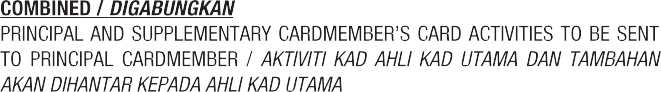 COMBINED / DIGABUNGKAN
PRINCIPAL AND SUPPLEMENTARY CARDMEMBER'S CARD ACTIVITIES TO BE SENT
TO PRINCIPAL CARDMEMBER / AKTIVITI KAD AHLI KAD UTAMA DAN TAMBAHAN
AKAN DIHANTAR KEPADA AHLI KAD UTAMA